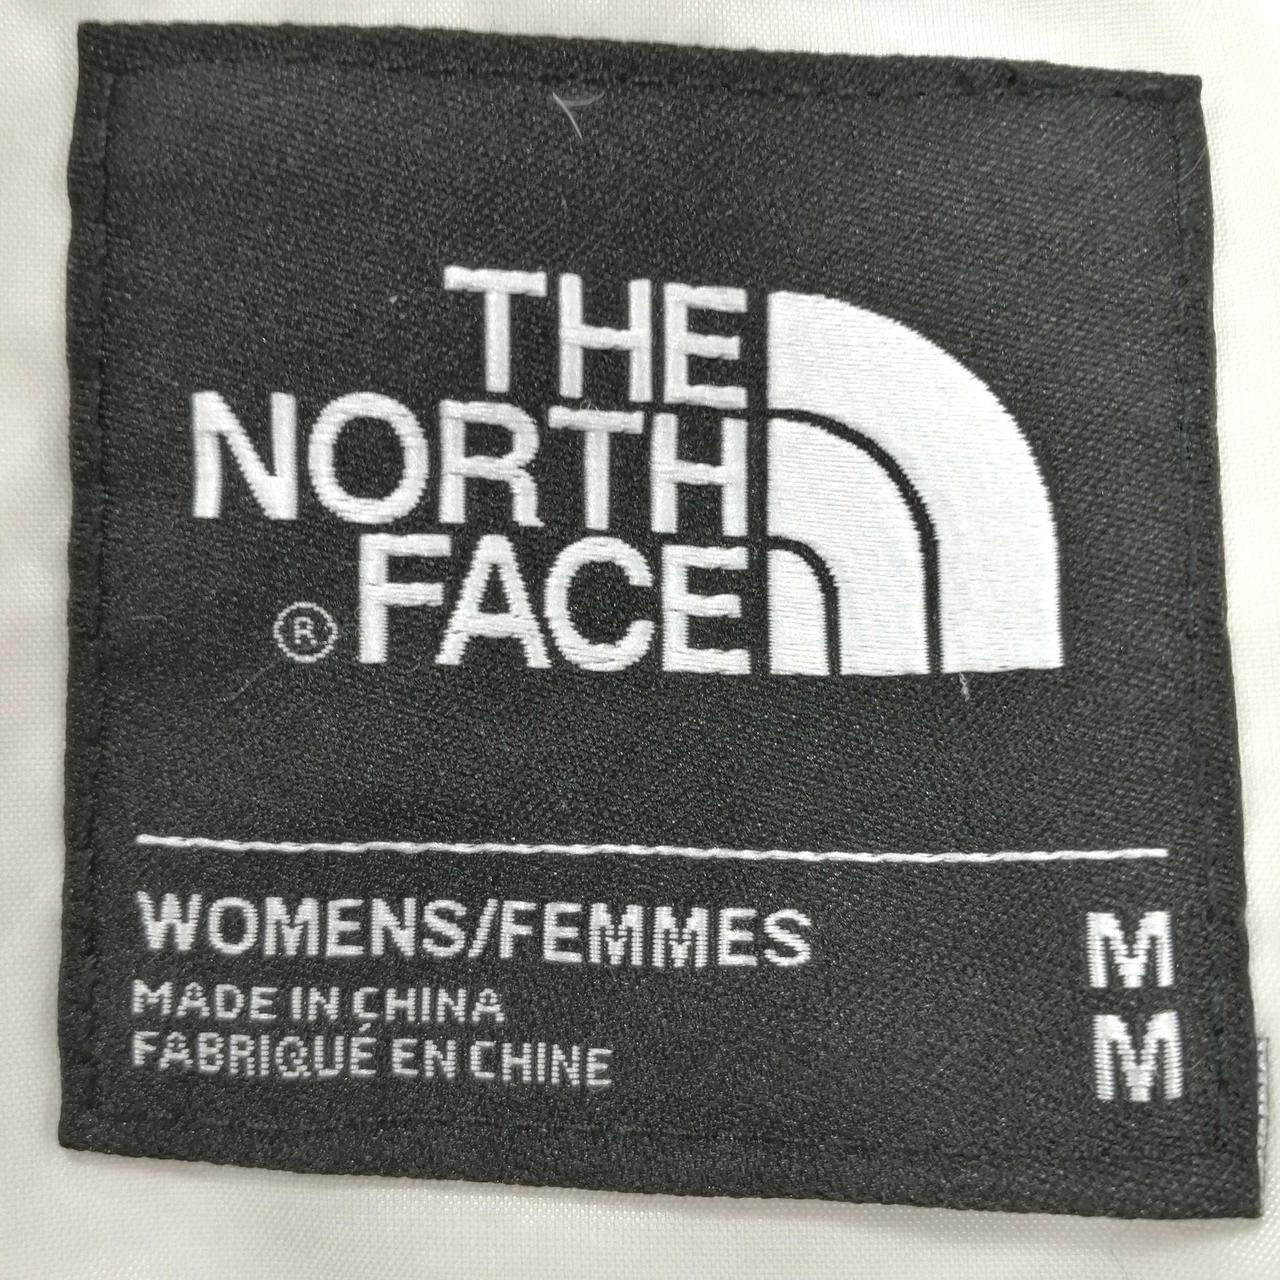 THE
NORTH
®FACE
WOMENS/FEMMES M
MADE IN CHINA M
FABRIQUÉ EN CHINE